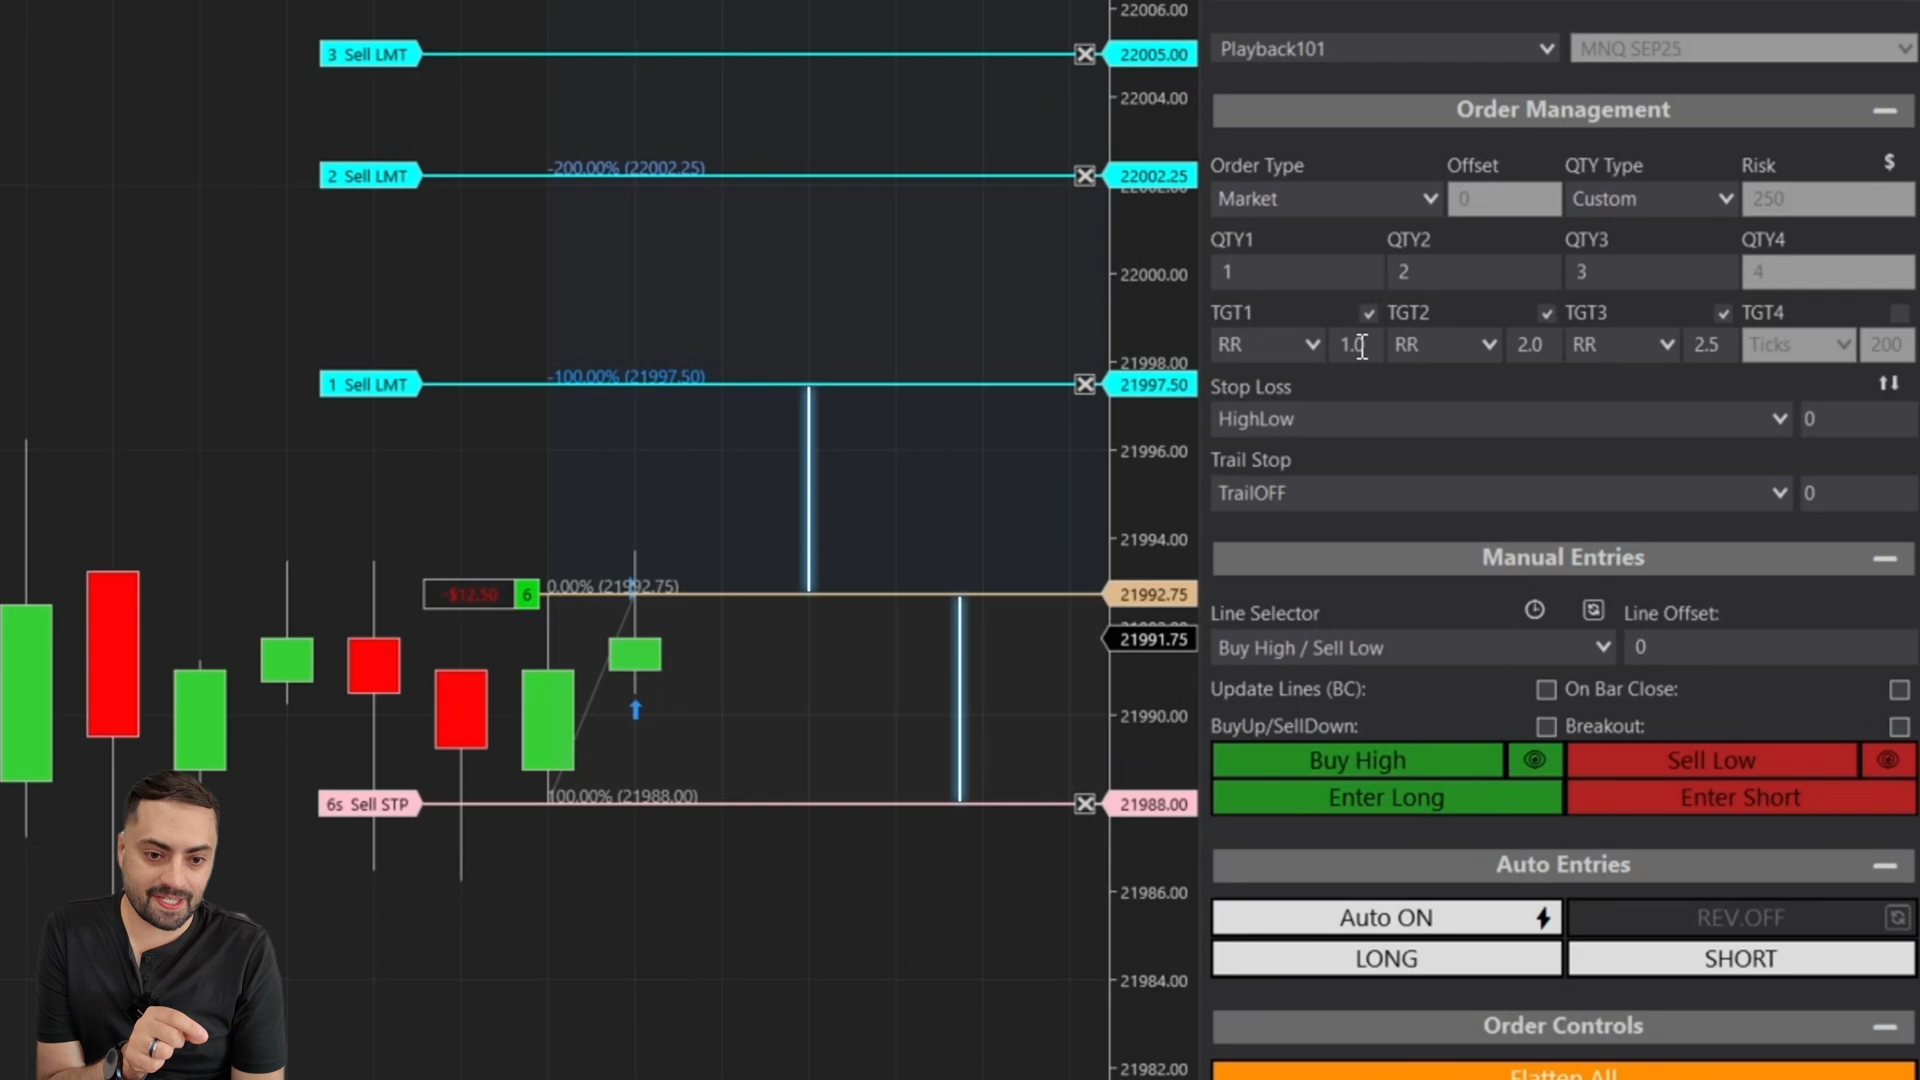 3 Sell LMT
22006.00
22005.00
22004.00
2 Sell LMT
-200.00% (22002.25)
22002.25
22000.00
21998.00
1 Sell LMT
-100.00% (21997.50)
21997.50
21996.00
21994.00
-$12.50
6
0.00% (21992.75)
21992.75
21991.75
21990.00
6s Sell STP
100.00% (21988.00)
21988.00
21986.00
21984.00
21982.00
Playback101
MNQ SEP25
Order Management
Order Type
Offset
QTY Type
Risk
$
Market
0
Custom
250
QTY1
QTY2
QTY3
QTY4
1
2
3
4
TGT1
TGT2
TGT3
TGT4
RR
1.0
RR
2.0
RR
2.5
Ticks
200
Stop Loss
HighLow
0
Trail Stop
TrailOFF
0
Manual Entries
Line Selector
Line Offset:
Buy High / Sell Low
0
Update Lines (BC):
On Bar Close:
BuyUp/SellDown:
Breakout:
Buy High
Sell Low
Enter Long
Enter Short
Auto Entries
Auto ON
REV.OFF
LONG
SHORT
Order Controls
Flatten All